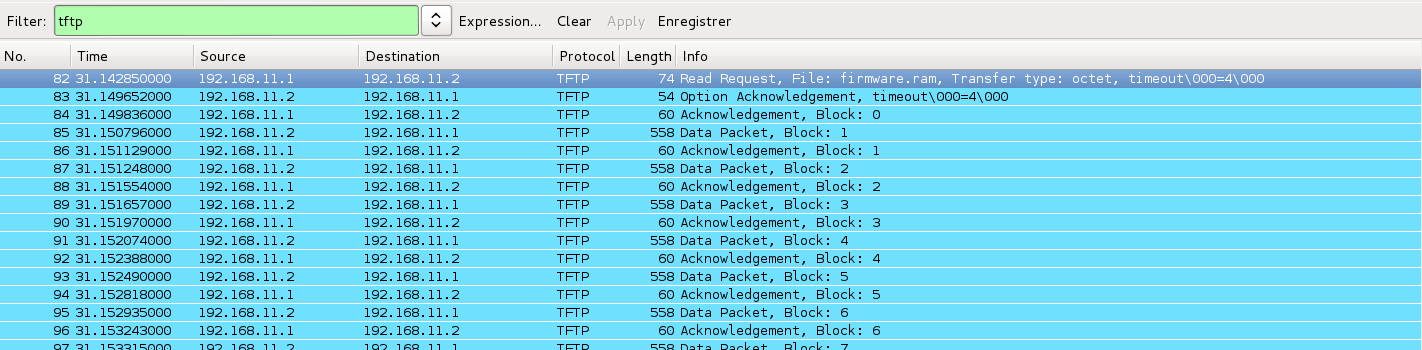 Filter: tftp Expression... Clear Apply Enregistrer
No. Time Source Destination Protocol Length Info
82 31.142850000 192.168.11.1 192.168.11.2 TFTP 74 Read Request, File: firmware.ram, Transfer type: octet, timeout\000=4\000
83 31.149652000 192.168.11.2 192.168.11.1 TFTP 54 Option Acknowledgement, timeout\000=4\000
84 31.149836000 192.168.11.1 192.168.11.2 TFTP 60 Acknowledgement, Block: 0
85 31.150796000 192.168.11.2 192.168.11.1 TFTP 558 Data Packet, Block: 1
86 31.151129000 192.168.11.1 192.168.11.2 TFTP 60 Acknowledgement, Block: 1
87 31.151248000 192.168.11.2 192.168.11.1 TFTP 558 Data Packet, Block: 2
88 31.151554000 192.168.11.1 192.168.11.2 TFTP 60 Acknowledgement, Block: 2
89 31.151657000 192.168.11.2 192.168.11.1 TFTP 558 Data Packet, Block: 3
90 31.151970000 192.168.11.1 192.168.11.2 TFTP 60 Acknowledgement, Block: 3
91 31.152074000 192.168.11.2 192.168.11.1 TFTP 558 Data Packet, Block: 4
92 31.152388000 192.168.11.1 192.168.11.2 TFTP 60 Acknowledgement, Block: 4
93 31.152490000 192.168.11.2 192.168.11.1 TFTP 558 Data Packet, Block: 5
94 31.152818000 192.168.11.1 192.168.11.2 TFTP 60 Acknowledgement, Block: 5
95 31.152935000 192.168.11.2 192.168.11.1 TFTP 558 Data Packet, Block: 6
96 31.153243000 192.168.11.1 192.168.11.2 TFTP 60 Acknowledgement, Block: 6
97 31.153315000 192.168.11.2 192.168.11.1 TFTP 558 Data Packet, Block: 7